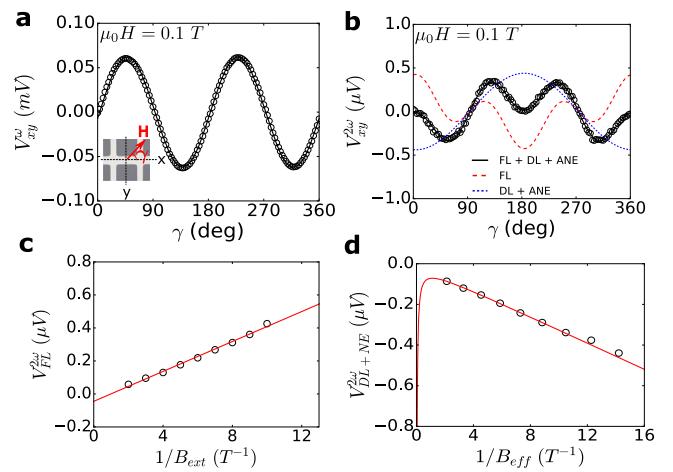 a
μ₀H = 0.1 T
V^ω_xy (mV)
0.10
0.05
0.00
−0.05
−0.10
H
γ
x
y
0 90 180 270 360
γ (deg)
b
μ₀H = 0.1 T
V^2ω_xy (μV)
1.0
0.5
0.0
−0.5
−1.0
FL + DL + ANE
FL
DL + ANE
0 90 180 270 360
γ (deg)
c
V^2ω_FL (μV)
0.8
0.6
0.4
0.2
0.0
−0.2
0 4 8 12
1/B_ext (T⁻¹)
d
V^2ω_DL+NE (μV)
−0.0
−0.2
−0.4
−0.6
−0.8
0 4 8 12 16
1/B_eff (T⁻¹)